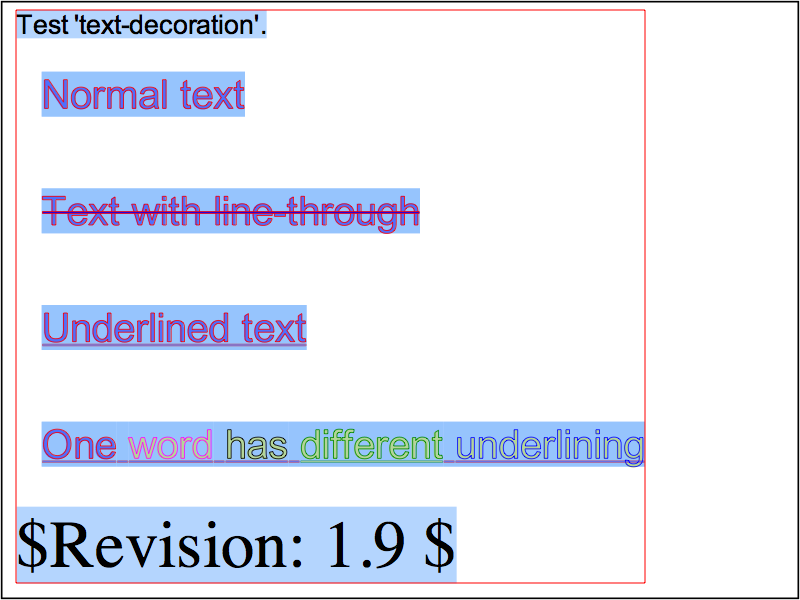 Test 'text-decoration'.
Normal text
Text with line-through
Underlined text
One word has different underlining
$Revision: 1.9 $